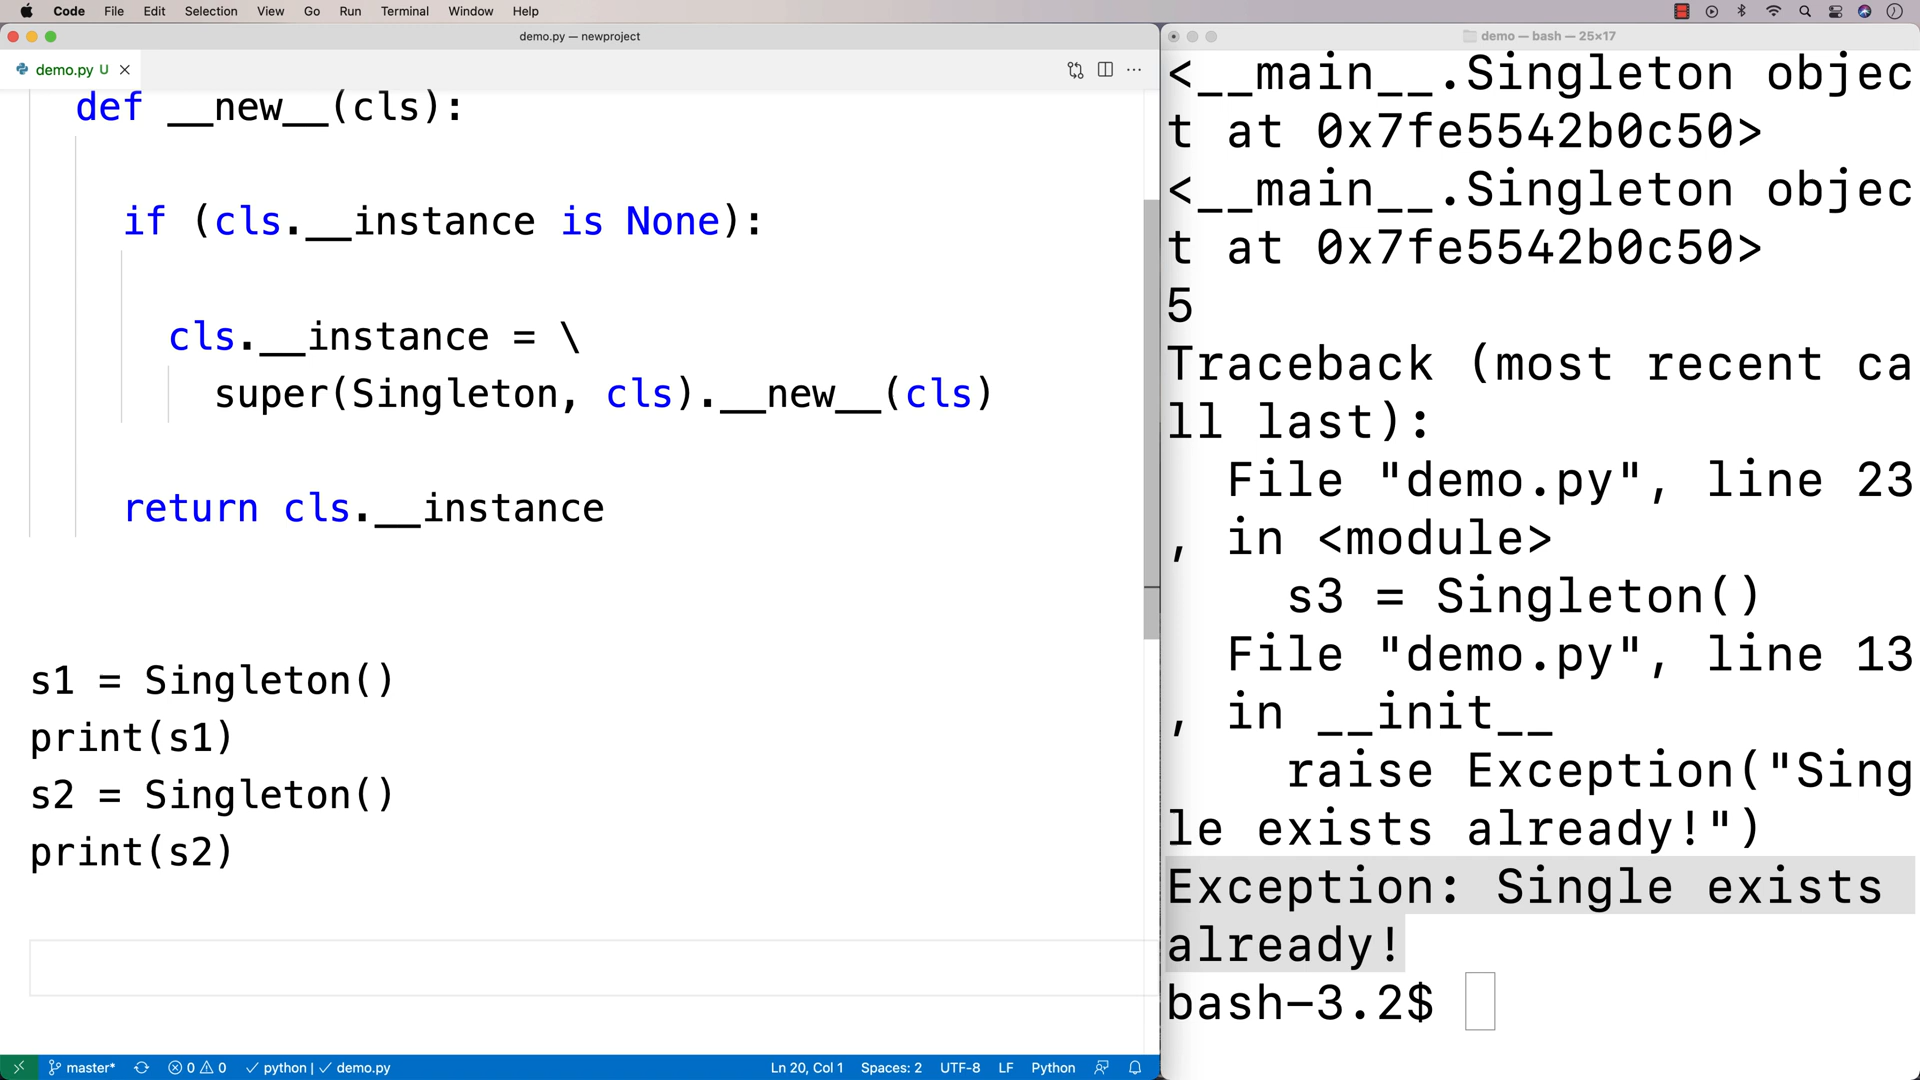 Code File Edit Selection View Go Run Terminal Window Help
demo.py — newproject
demo.py U
def __new__(cls):
if (cls.__instance is None):
cls.__instance = \
super(Singleton, cls).__new__(cls)
return cls.__instance
s1 = Singleton()
print(s1)
s2 = Singleton()
print(s2)
master* 0 0 python | demo.py Ln 20, Col 1 Spaces: 2 UTF-8 LF Python
demo — bash — 25×17
<__main__.Singleton objec
t at 0x7fe5542b0c50>
<__main__.Singleton objec
t at 0x7fe5542b0c50>
5
Traceback (most recent ca
ll last):
File "demo.py", line 23
, in <module>
s3 = Singleton()
File "demo.py", line 13
, in __init__
raise Exception("Sing
le exists already!")
Exception: Single exists
already!
bash-3.2$